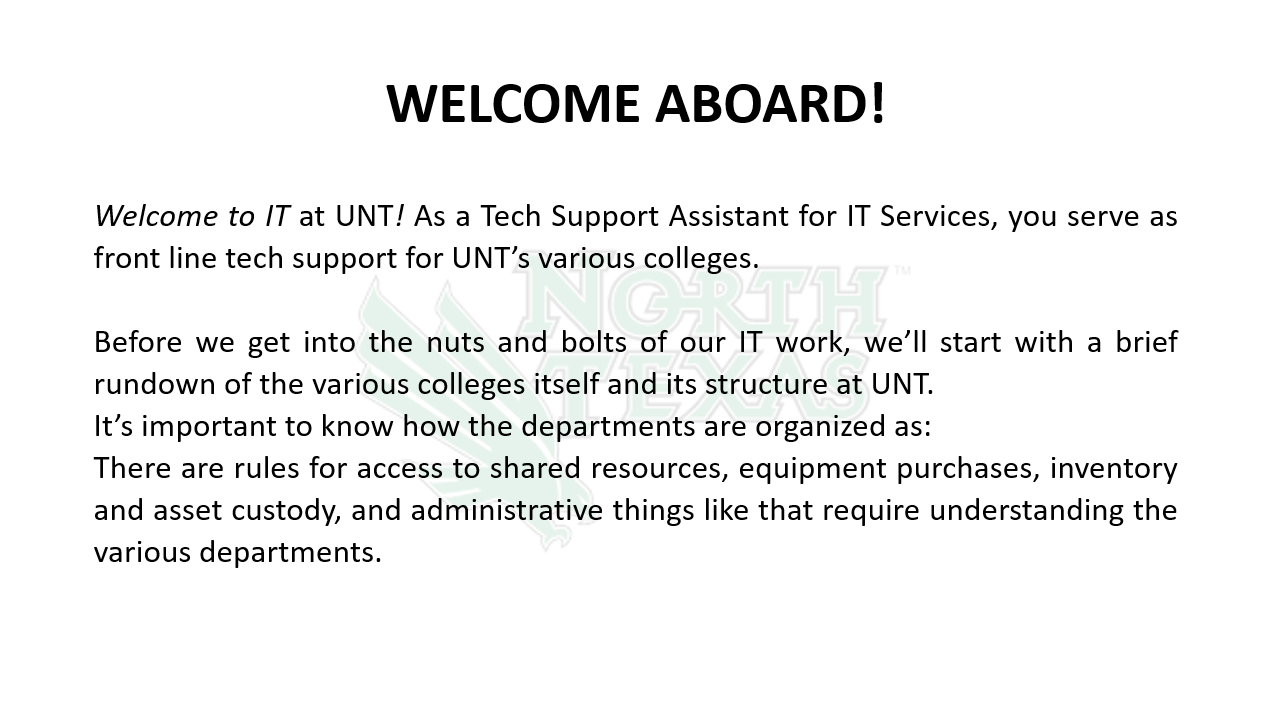 WELCOME ABOARD!
Welcome to IT at UNT! As a Tech Support Assistant for IT Services, you serve as
front line tech support for UNT’s various colleges.
NORTH ™
TEXAS
Before we get into the nuts and bolts of our IT work, we’ll start with a brief
rundown of the various colleges itself and its structure at UNT.
It’s important to know how the departments are organized as:
There are rules for access to shared resources, equipment purchases, inventory
and asset custody, and administrative things like that require understanding the
various departments.